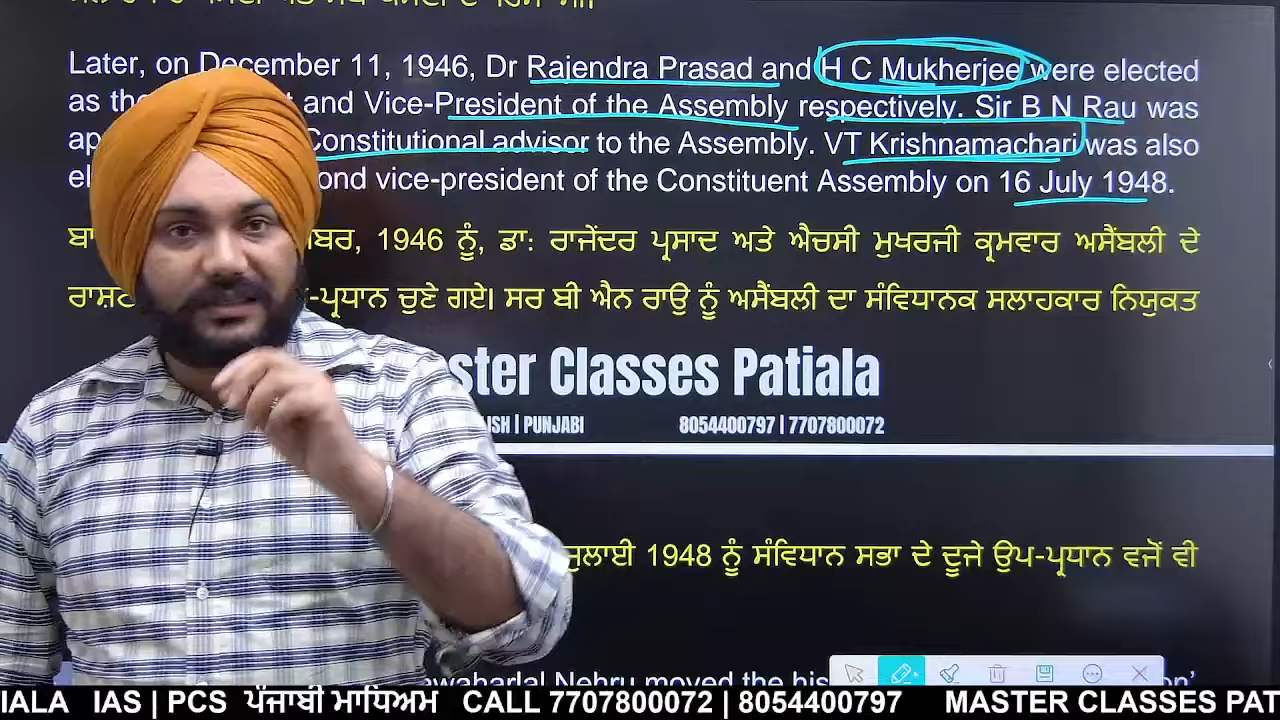 Later, on December 11, 1946, Dr Rajendra Prasad and H C Mukherjee were elected
as the and Vice-President of the Assembly respectively. Sir B N Rau was
Constitutional advisor to the Assembly. VT Krishnamachari was also
vice-president of the Constituent Assembly on 16 July 1948.
1946 ਨੂੰ, ਡਾ: ਰਾਜੇਂਦਰ ਪ੍ਰਸਾਦ ਅਤੇ ਐਚਸੀ ਮੁਖਰਜੀ ਕ੍ਰਮਵਾਰ ਅਸੈਂਬਲੀ ਦੇ
-ਪ੍ਰਧਾਨ ਚੁਣੇ ਗਏ। ਸਰ ਬੀ ਐਨ ਰਾਉ ਨੂੰ ਅਸੈਂਬਲੀ ਦਾ ਸੰਵਿਧਾਨਕ ਸਲਾਹਕਾਰ ਨਿਯੁਕਤ
Classes Patiala
| PUNJABI 8054400797 | 7707800072
1948 ਨੂੰ ਸੰਵਿਧਾਨ ਸਭਾ ਦੇ ਦੂਜੇ ਉਪ-ਪ੍ਰਧਾਨ ਵਜੋਂ ਵੀ
Nehru moved the
IALA IAS | PCS ਪੰਜਾਬੀ ਮਾਧਿਅਮ CALL 7707800072 | 8054400797 MASTER CLASSES PAT